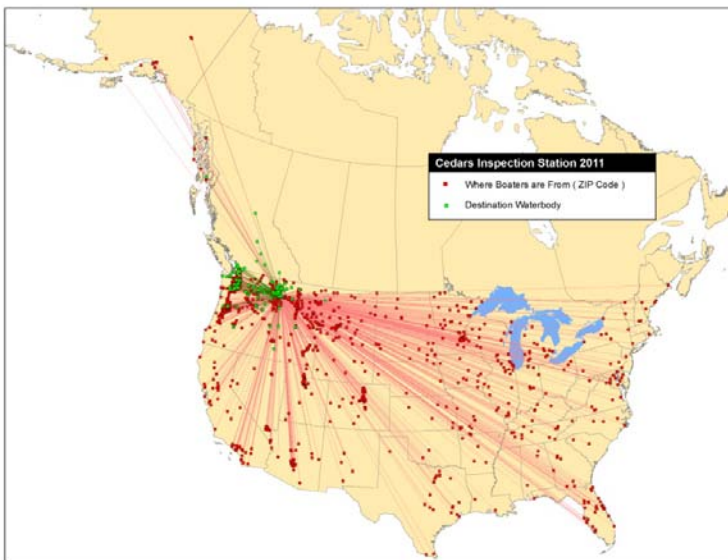 Cedars Inspection Station 2011
Where Boaters are From ( ZIP Code )
Destination Waterbody